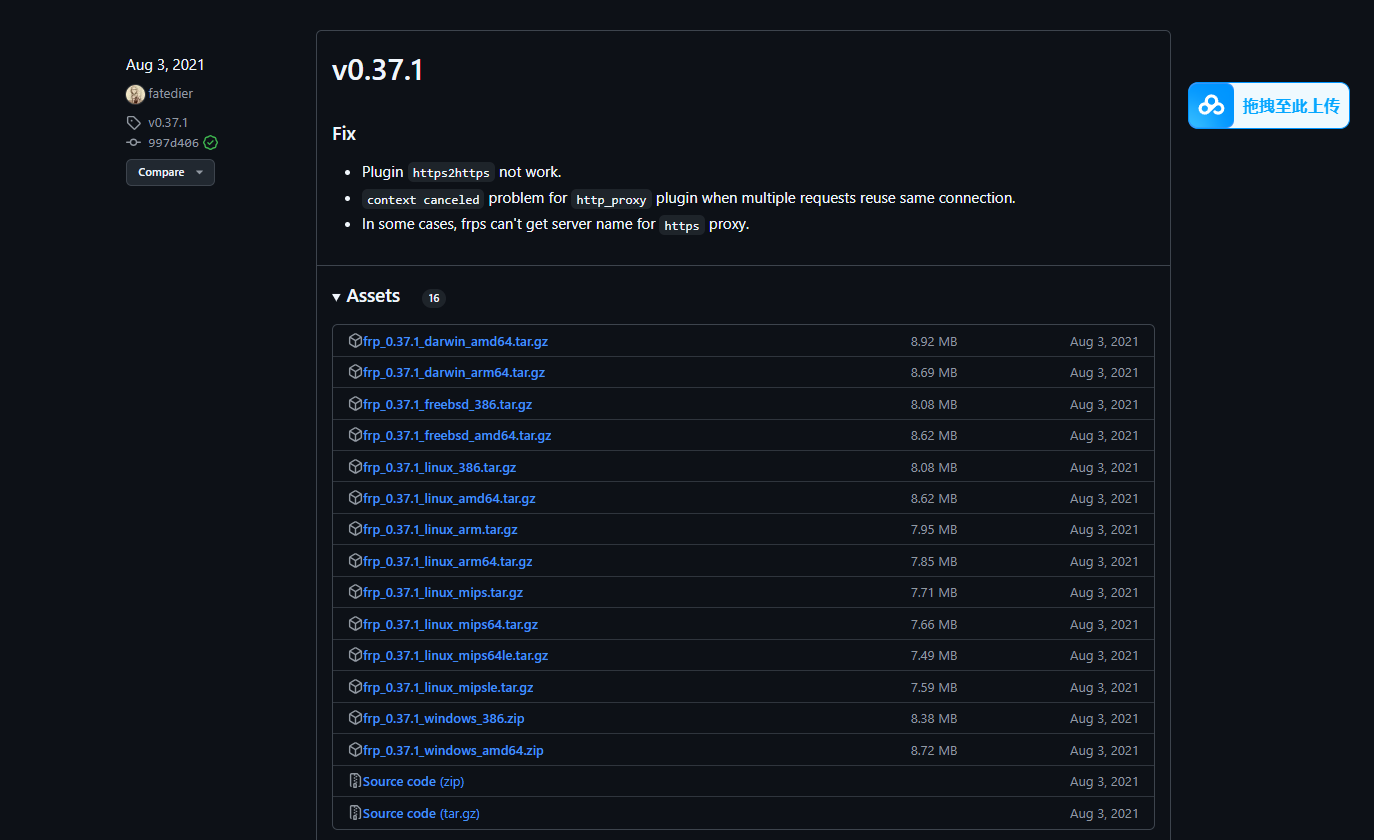 Aug 3, 2021
fatedier
v0.37.1
997d406
Compare
v0.37.1
Fix
Plugin https2https not work.
context canceled problem for http_proxy plugin when multiple requests reuse same connection.
In some cases, frps can't get server name for https proxy.
拖拽至此上传
Assets 16
frp_0.37.1_darwin_amd64.tar.gz 8.92 MB Aug 3, 2021
frp_0.37.1_darwin_arm64.tar.gz 8.69 MB Aug 3, 2021
frp_0.37.1_freebsd_386.tar.gz 8.08 MB Aug 3, 2021
frp_0.37.1_freebsd_amd64.tar.gz 8.62 MB Aug 3, 2021
frp_0.37.1_linux_386.tar.gz 8.08 MB Aug 3, 2021
frp_0.37.1_linux_amd64.tar.gz 8.62 MB Aug 3, 2021
frp_0.37.1_linux_arm.tar.gz 7.95 MB Aug 3, 2021
frp_0.37.1_linux_arm64.tar.gz 7.85 MB Aug 3, 2021
frp_0.37.1_linux_mips.tar.gz 7.71 MB Aug 3, 2021
frp_0.37.1_linux_mips64.tar.gz 7.66 MB Aug 3, 2021
frp_0.37.1_linux_mips64le.tar.gz 7.49 MB Aug 3, 2021
frp_0.37.1_linux_mipsle.tar.gz 7.59 MB Aug 3, 2021
frp_0.37.1_windows_386.zip 8.38 MB Aug 3, 2021
frp_0.37.1_windows_amd64.zip 8.72 MB Aug 3, 2021
Source code (zip) Aug 3, 2021
Source code (tar.gz) Aug 3, 2021